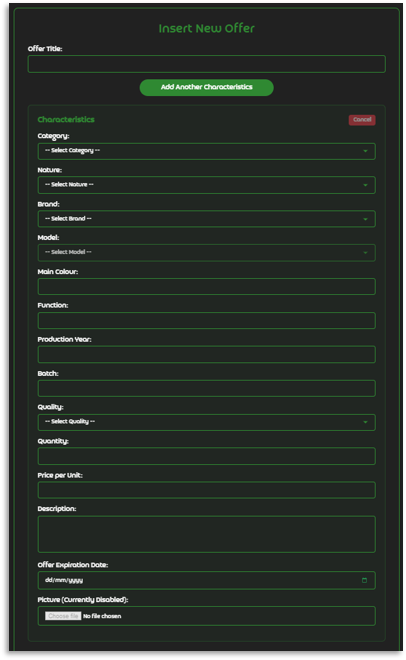 Insert New Offer
Offer Title:
Add Another Characteristics
Characteristics
Cancel
Category:
-- Select Category --
Nature:
-- Select Nature --
Brand:
-- Select Brand --
Model:
-- Select Model --
Main Colour:
Function:
Production Year:
Batch:
Quality:
-- Select Quality --
Quantity:
Price per Unit:
Description:
Offer Expiration Date:
dd/mm/yyyy
Picture (Currently Disabled):
Choose file No file chosen